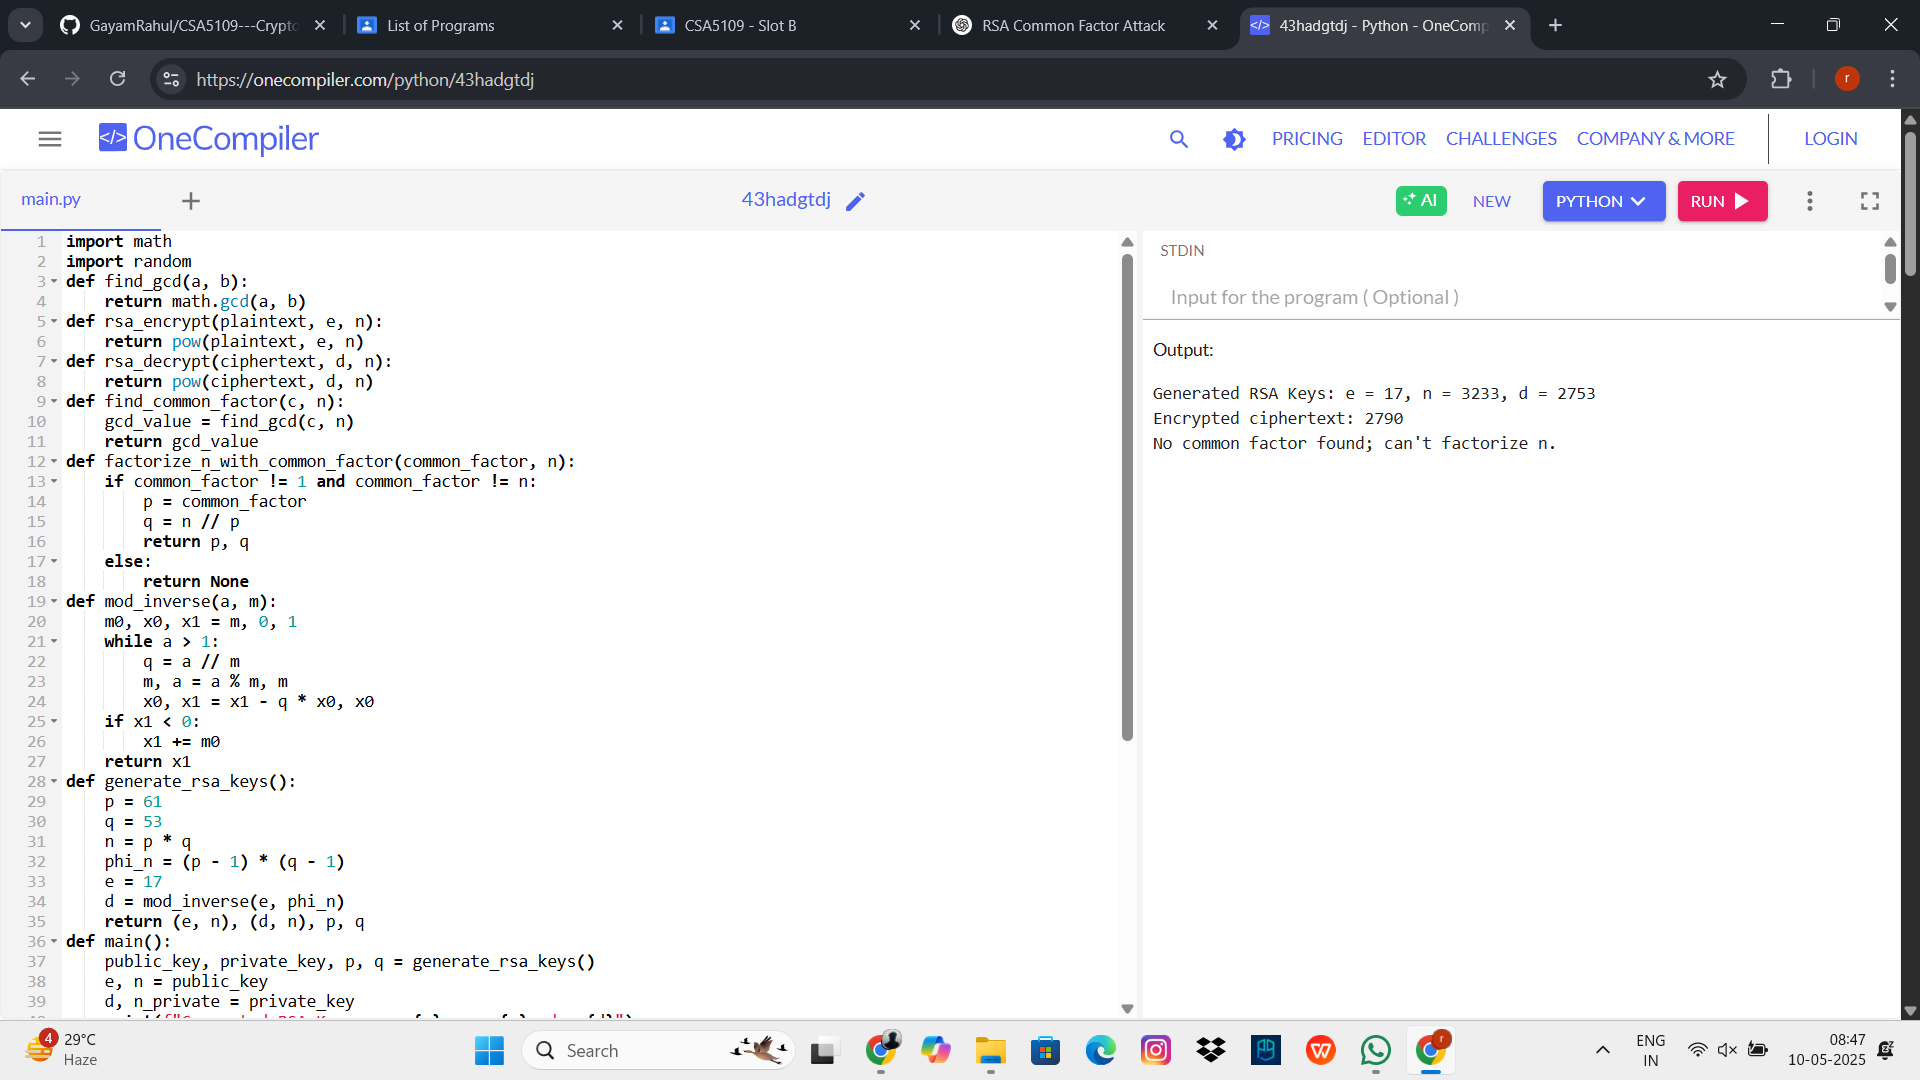 GayamRahul/CSA5109---Crypto
List of Programs
CSA5109 - Slot B
RSA Common Factor Attack
43hadgtdj - Python - OneComp
https://onecompiler.com/python/43hadgtdj
r
</> OneCompiler
PRICING
EDITOR
CHALLENGES
COMPANY & MORE
LOGIN
main.py
43hadgtdj
AI
NEW
PYTHON
RUN
1 import math
2 import random
3 def find_gcd(a, b):
4     return math.gcd(a, b)
5 def rsa_encrypt(plaintext, e, n):
6     return pow(plaintext, e, n)
7 def rsa_decrypt(ciphertext, d, n):
8     return pow(ciphertext, d, n)
9 def find_common_factor(c, n):
10     gcd_value = find_gcd(c, n)
11     return gcd_value
12 def factorize_n_with_common_factor(common_factor, n):
13     if common_factor != 1 and common_factor != n:
14         p = common_factor
15         q = n // p
16         return p, q
17     else:
18         return None
19 def mod_inverse(a, m):
20     m0, x0, x1 = m, 0, 1
21     while a > 1:
22         q = a // m
23         m, a = a % m, m
24         x0, x1 = x1 - q * x0, x0
25     if x1 < 0:
26         x1 += m0
27     return x1
28 def generate_rsa_keys():
29     p = 61
30     q = 53
31     n = p * q
32     phi_n = (p - 1) * (q - 1)
33     e = 17
34     d = mod_inverse(e, phi_n)
35     return (e, n), (d, n), p, q
36 def main():
37     public_key, private_key, p, q = generate_rsa_keys()
38     e, n = public_key
39     d, n_private = private_key
STDIN
Input for the program ( Optional )
Output:
Generated RSA Keys: e = 17, n = 3233, d = 2753
Encrypted ciphertext: 2790
No common factor found; can't factorize n.
4
29°C
Haze
Search
ENG
IN
08:47
10-05-2025